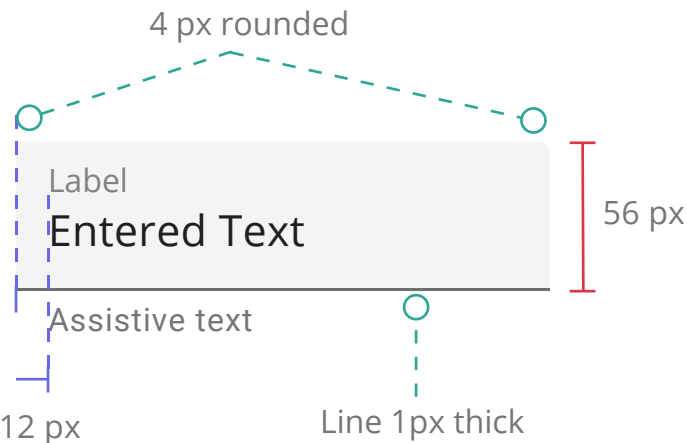 4 px rounded
Label
Entered Text
56 px
Assistive text
12 px
Line 1px thick